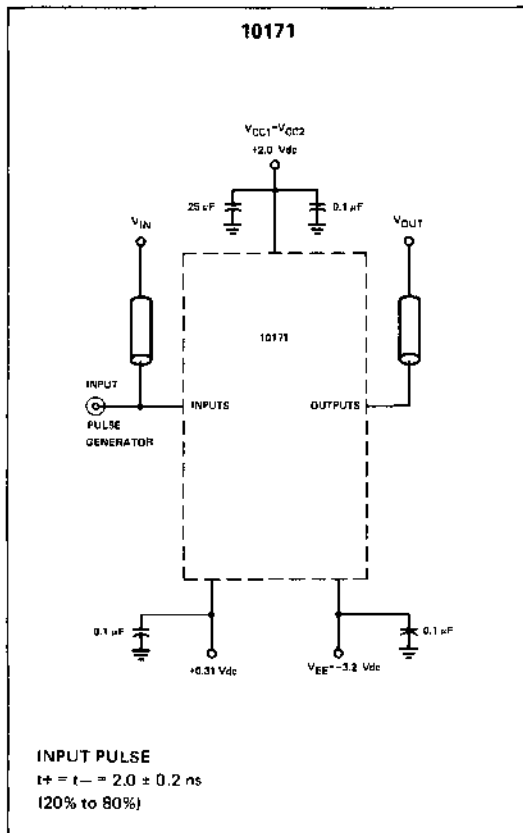 10171
VCC1=VCC2
+2.0 Vdc
25 µF
0.1 µF
VIN
VOUT
10171
INPUT
PULSE
GENERATOR
INPUTS
OUTPUTS
0.1 µF
+0.31 Vdc
VEE=-3.2 Vdc
0.1 µF
INPUT PULSE
t+ = t– = 2.0 ± 0.2 ns
(20% to 80%)